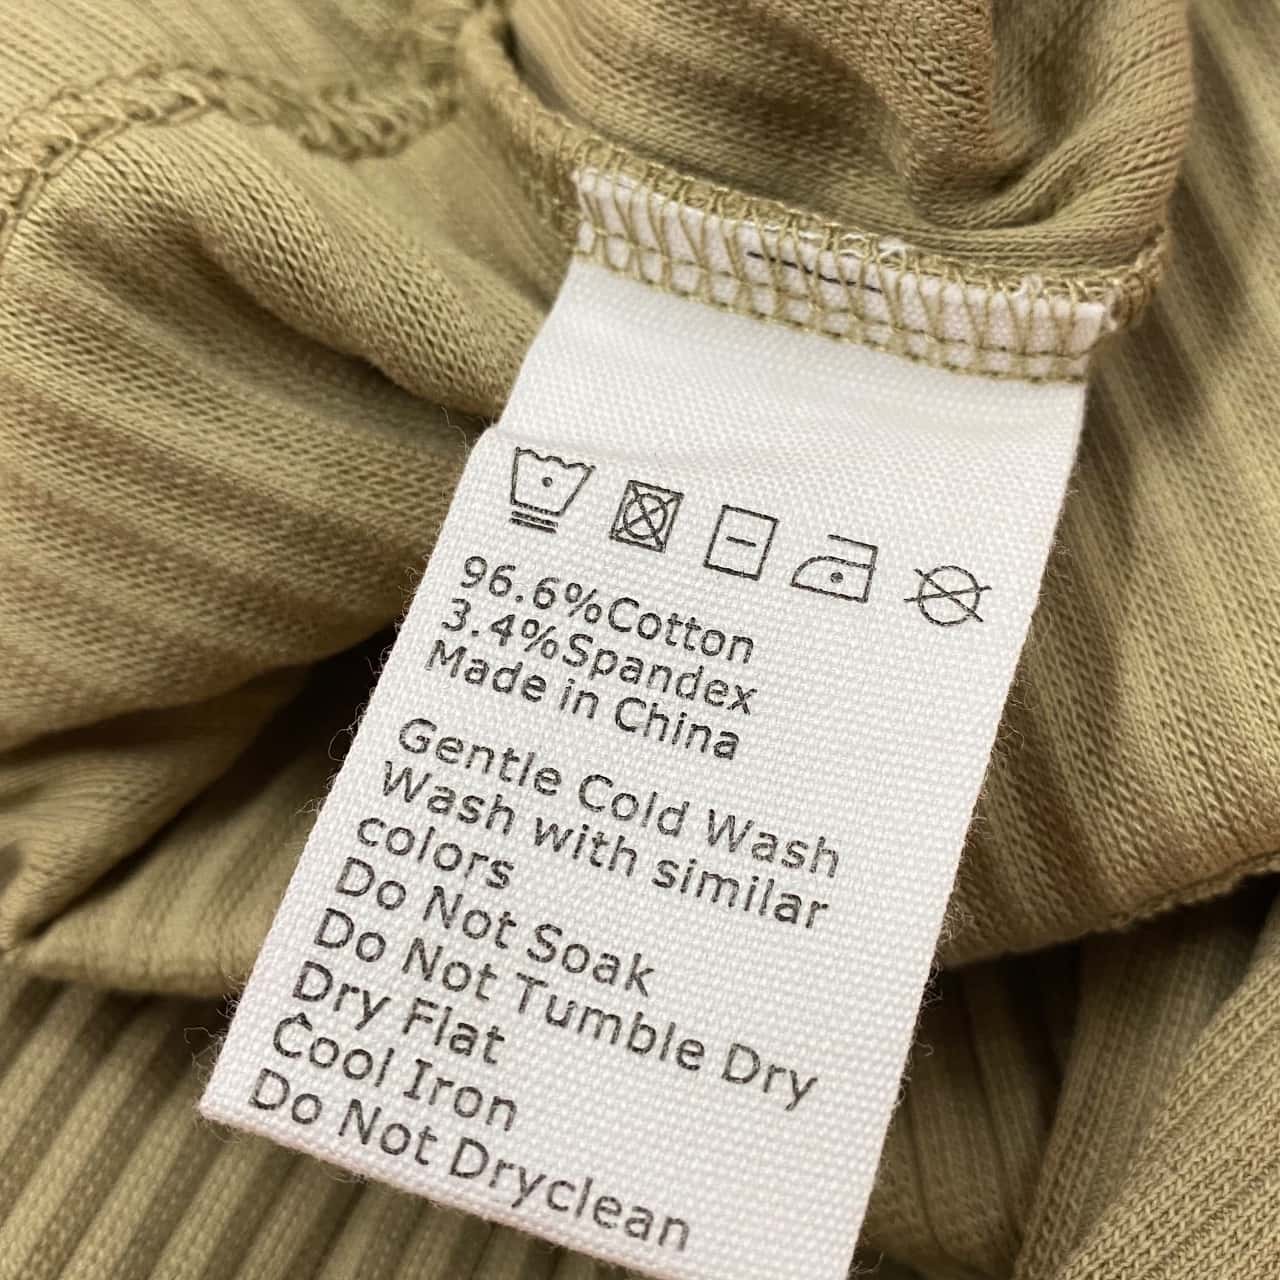 96.6%Cotton
3.4%Spandex
Made in China
Gentle Cold Wash
Wash with similar
colors
Do Not Soak
Do Not Tumble Dry
Dry Flat
Cool Iron
Do Not Dryclean